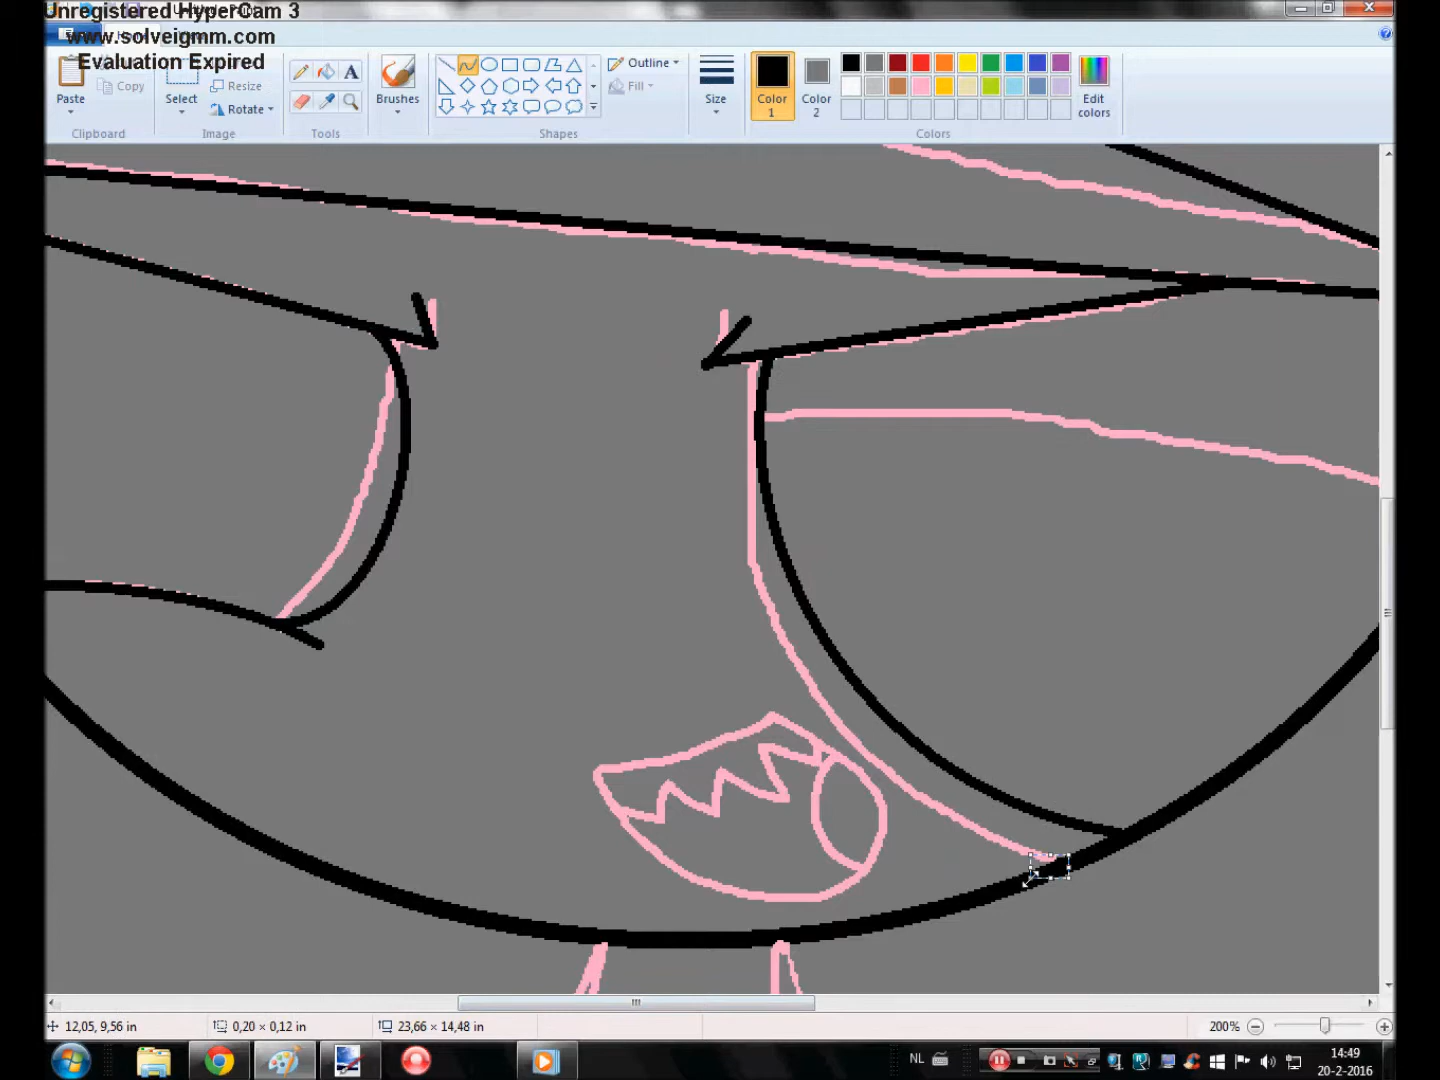 Unregistered HyperCam 3
www.solveigmm.com
Evaluation Expired
Paste
Copy
Clipboard
Select
Resize
Rotate
Image
Tools
Brushes
Outline
Fill
Shapes
Size
Color 1
Color 2
Edit colors
Colors
12,05, 9,56 in
0,20 × 0,12 in
23,66 × 14,48 in
200%
NL
14:49
20-2-2016